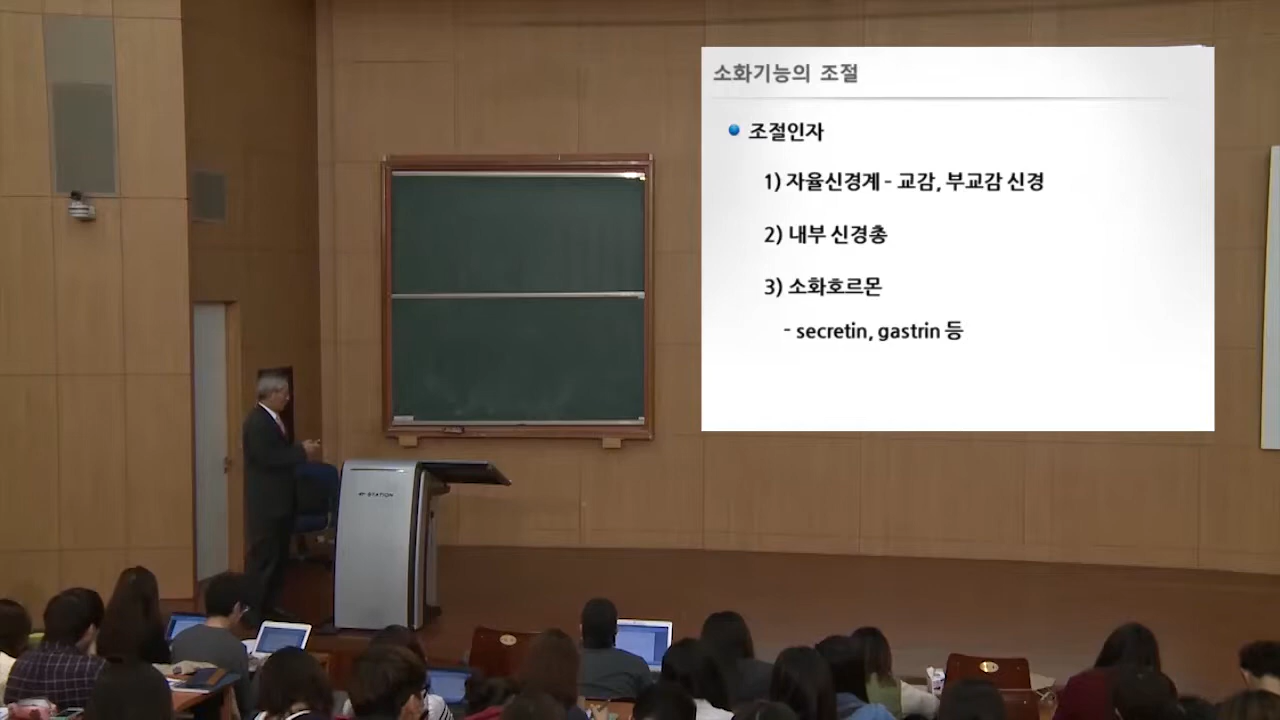 소화기능의 조절
조절인자
1) 자율신경계 - 교감, 부교감 신경
2) 내부 신경총
3) 소화호르몬
- secretin, gastrin 등